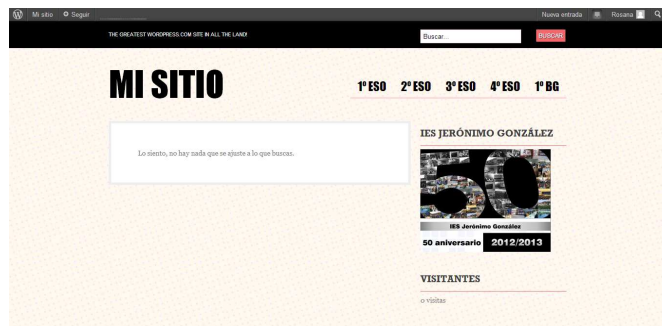 Mi sitio Seguir Nueva entrada Rosana
THE GREATEST WORDPRESS.COM SITE IN ALL THE LAND! Buscar... BUSCAR
MI SITIO 1º ESO 2º ESO 3º ESO 4º ESO 1º BG
Lo siento, no hay nada que se ajuste a lo que buscas.
IES JERÓNIMO GONZÁLEZ
50
IES Jerónimo González
50 aniversario 2012/2013
VISITANTES
0 visitas